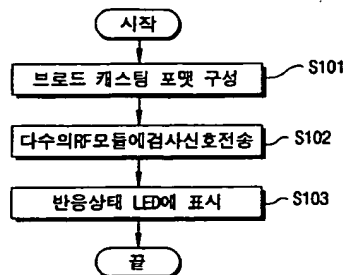 시작
브로드 캐스팅 포맷 구성
S101
다수의RF모듈에검사신호전송
S102
반응상태 LED에 표시
S103
끝